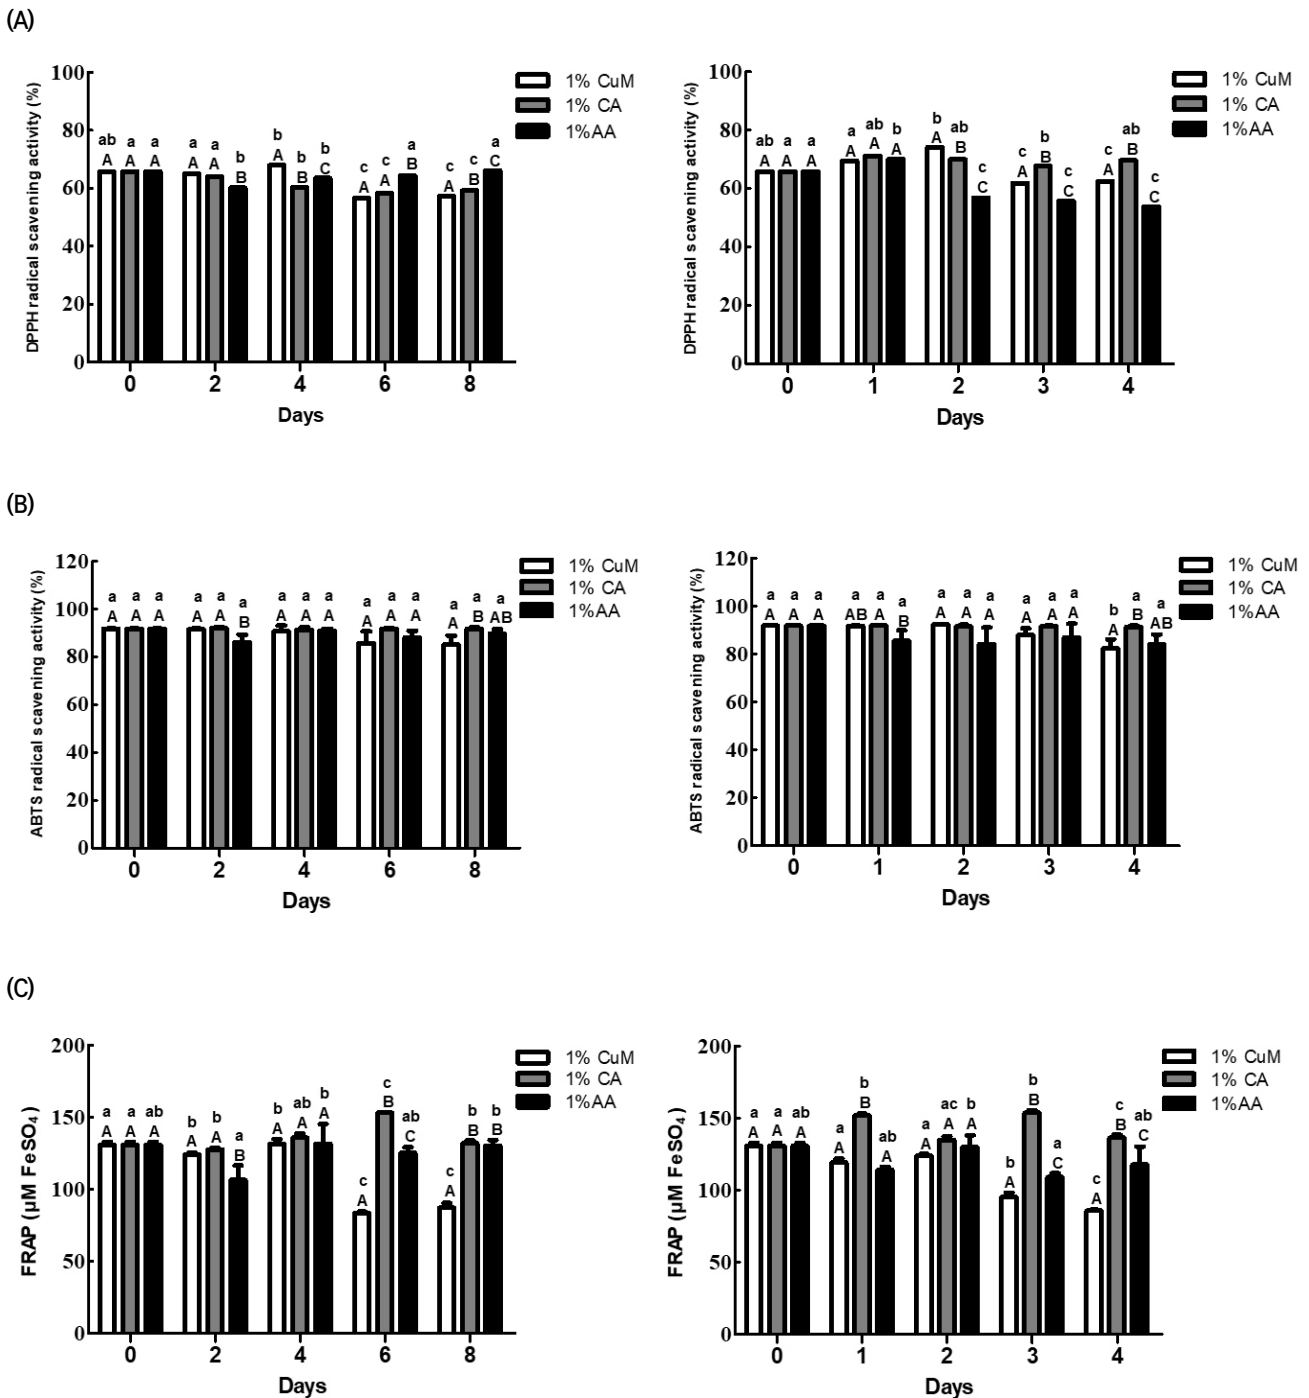 (A)
DPPH radical scavening activity (%)
100
80
60
40
20
0
ab a a a a b b b b c c a c c a
A A A A A B A B C A A B A B C
0 2 4 6 8
Days
1% CuM
1% CA
1%AA
DPPH radical scavening activity (%)
100
80
60
40
20
0
ab a a a ab b b ab c c b c c ab c
A A A A A A A B C A B C A B C
0 1 2 3 4
Days
1% CuM
1% CA
1%AA
(B)
ABTS radical scavening activity (%)
120
100
80
60
40
20
0
a a a a a a a a a a a a a a a
A A A A A B A A A A A A A B AB
0 2 4 6 8
Days
1% CuM
1% CA
1%AA
ABTS radical scavening activity (%)
120
100
80
60
40
20
0
a a a a a a a a a a a a b a a
A A A AB A B A A A A A A A B AB
0 1 2 3 4
Days
1% CuM
1% CA
1%AA
(C)
FRAP (µM FeSO₄)
200
150
100
50
0
a a ab b b a b ab b c c ab c b b
A A A A A B A A A A B C A B B
0 2 4 6 8
Days
1% CuM
1% CA
1%AA
FRAP (µM FeSO₄)
200
150
100
50
0
a a ab a b ab a ac b b b a c c ab
A A A A B A A A A A B C A B C
0 1 2 3 4
Days
1% CuM
1% CA
1%AA